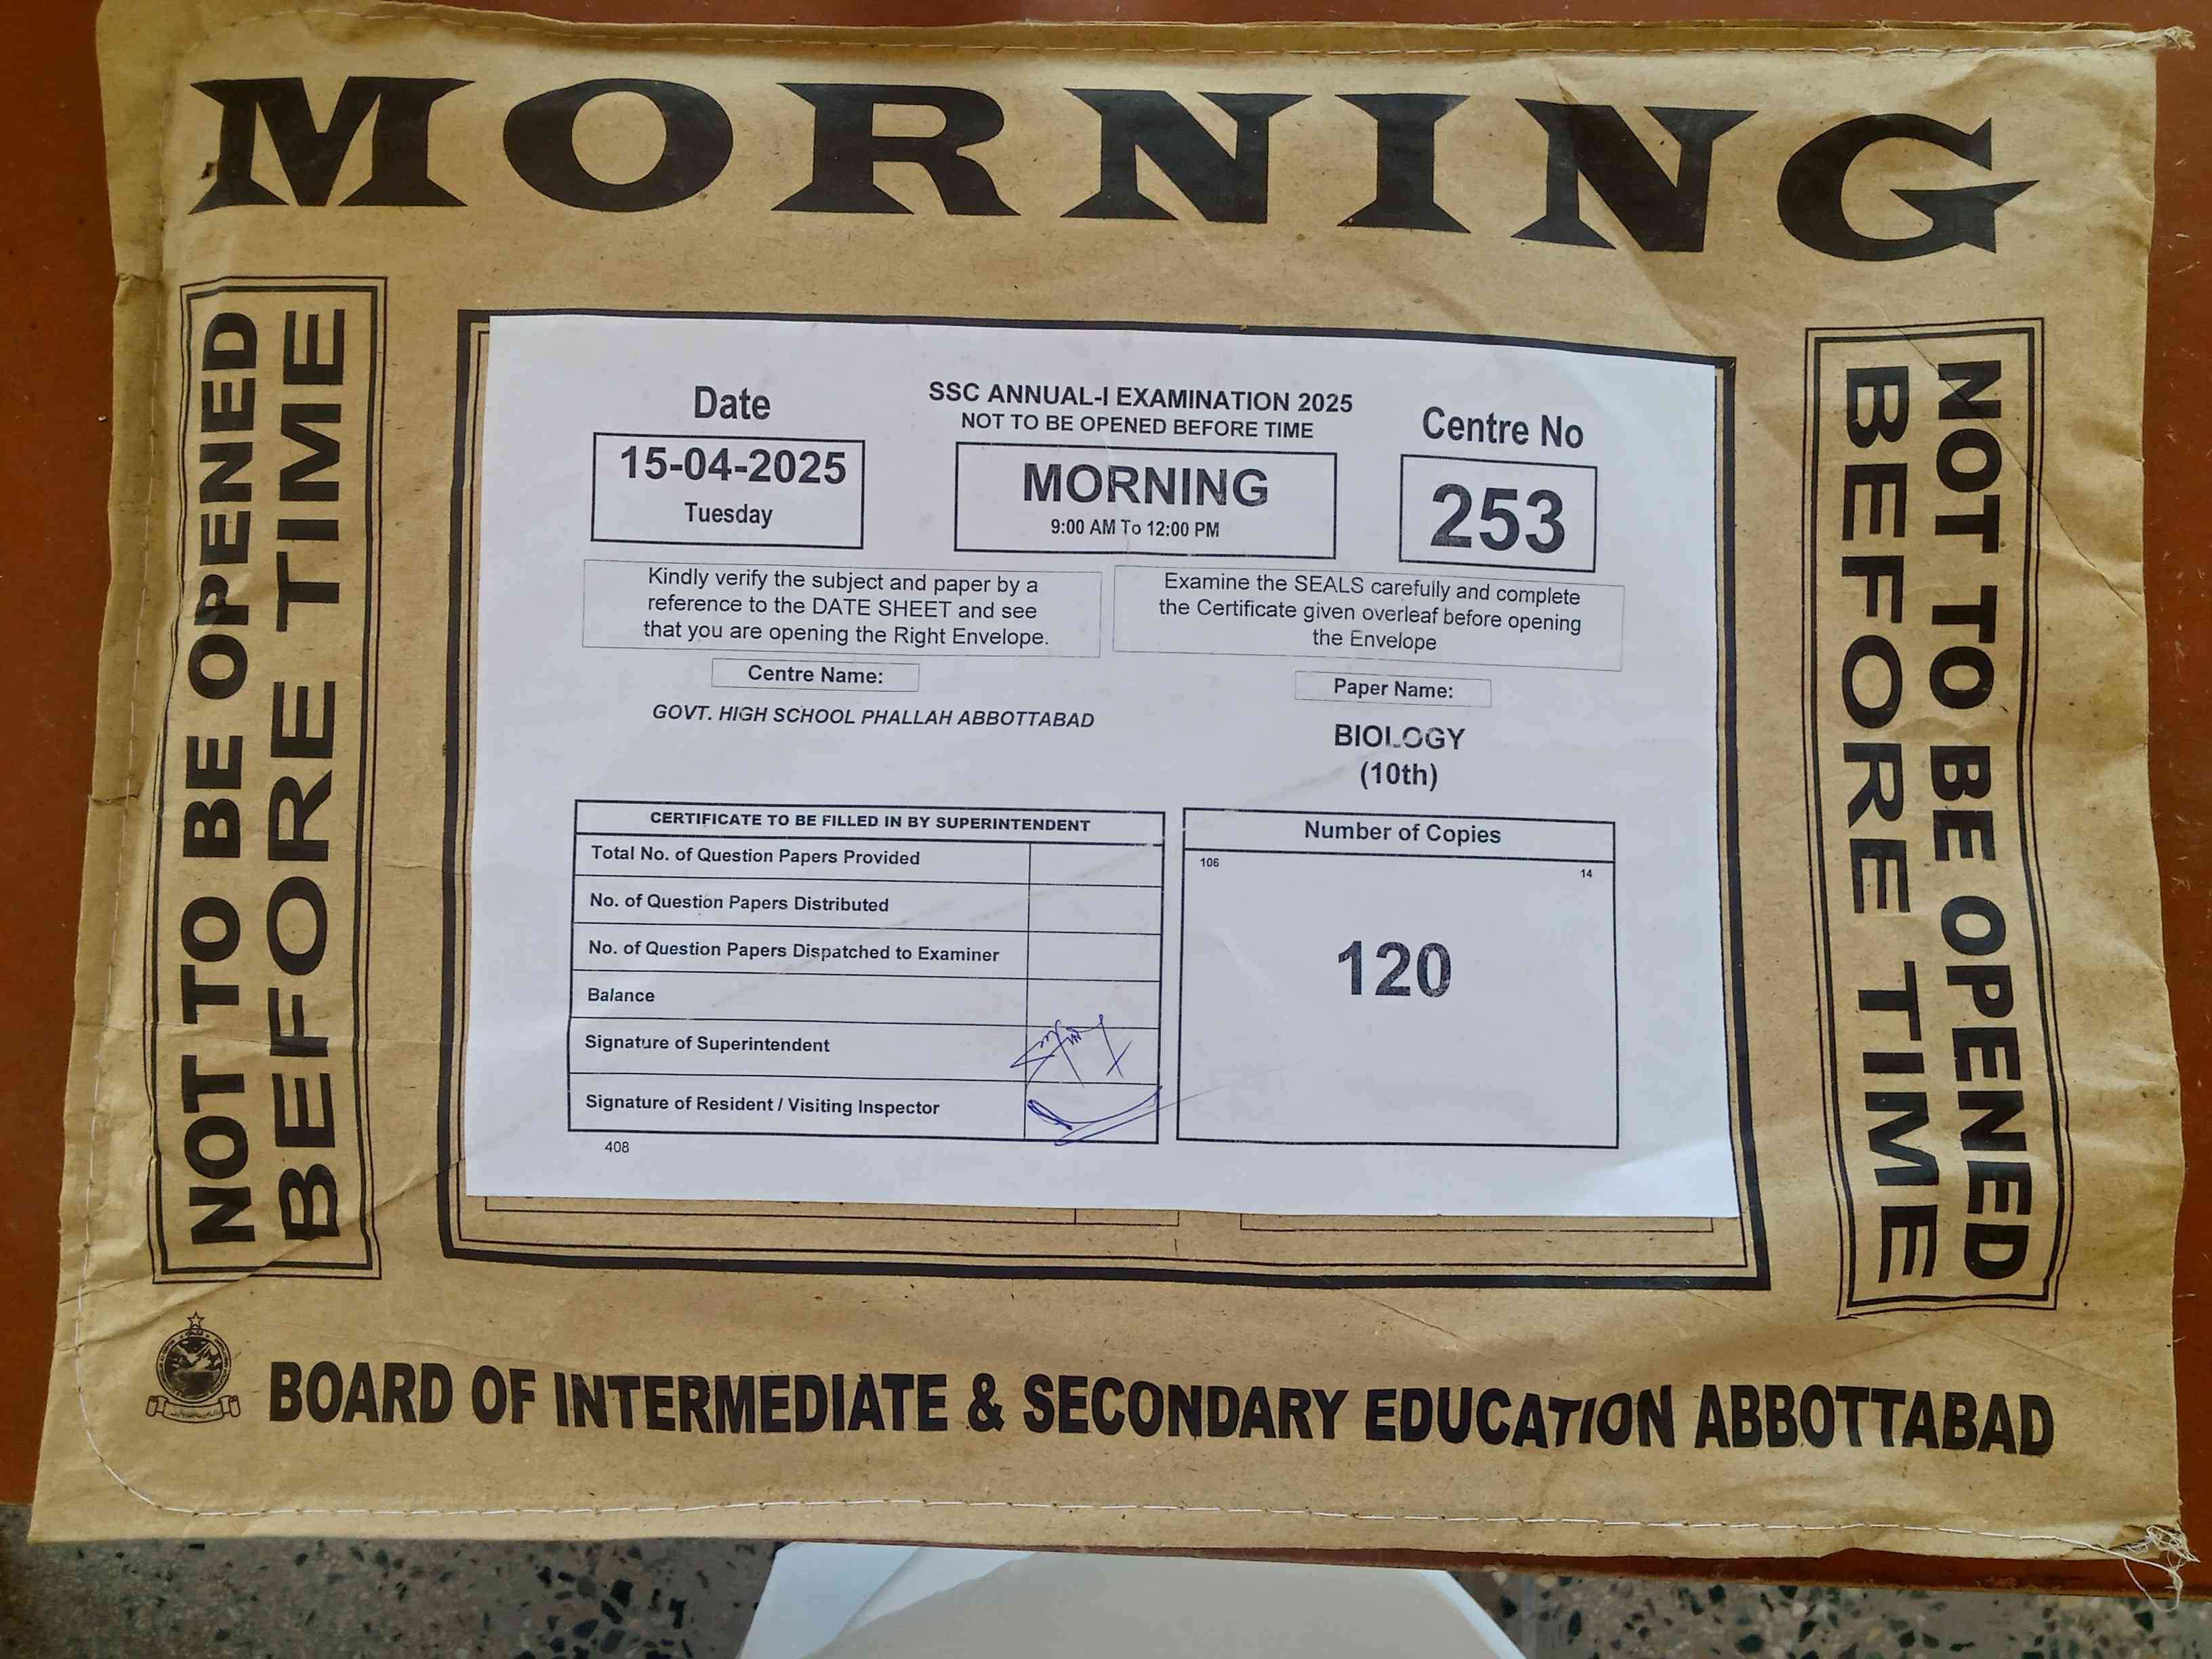 MORNING
NOT TO BE OPENED
BEFORE TIME
Date
15-04-2025
Tuesday
SSC ANNUAL-I EXAMINATION 2025
NOT TO BE OPENED BEFORE TIME
MORNING
9:00 AM To 12:00 PM
Centre No
253
Kindly verify the subject and paper by a
reference to the DATE SHEET and see
that you are opening the Right Envelope.
Examine the SEALS carefully and complete
the Certificate given overleaf before opening
the Envelope
Centre Name:
GOVT. HIGH SCHOOL PHALLAH ABBOTTABAD
Paper Name:
BIOLOGY
(10th)
CERTIFICATE TO BE FILLED IN BY SUPERINTENDENT
Total No. of Question Papers Provided
No. of Question Papers Distributed
No. of Question Papers Dispatched to Examiner
Balance
Signature of Superintendent
Signature of Resident / Visiting Inspector
408
Number of Copies
106
14
120
NOT TO BE OPENED
BEFORE TIME
BOARD OF INTERMEDIATE & SECONDARY EDUCATION ABBOTTABAD